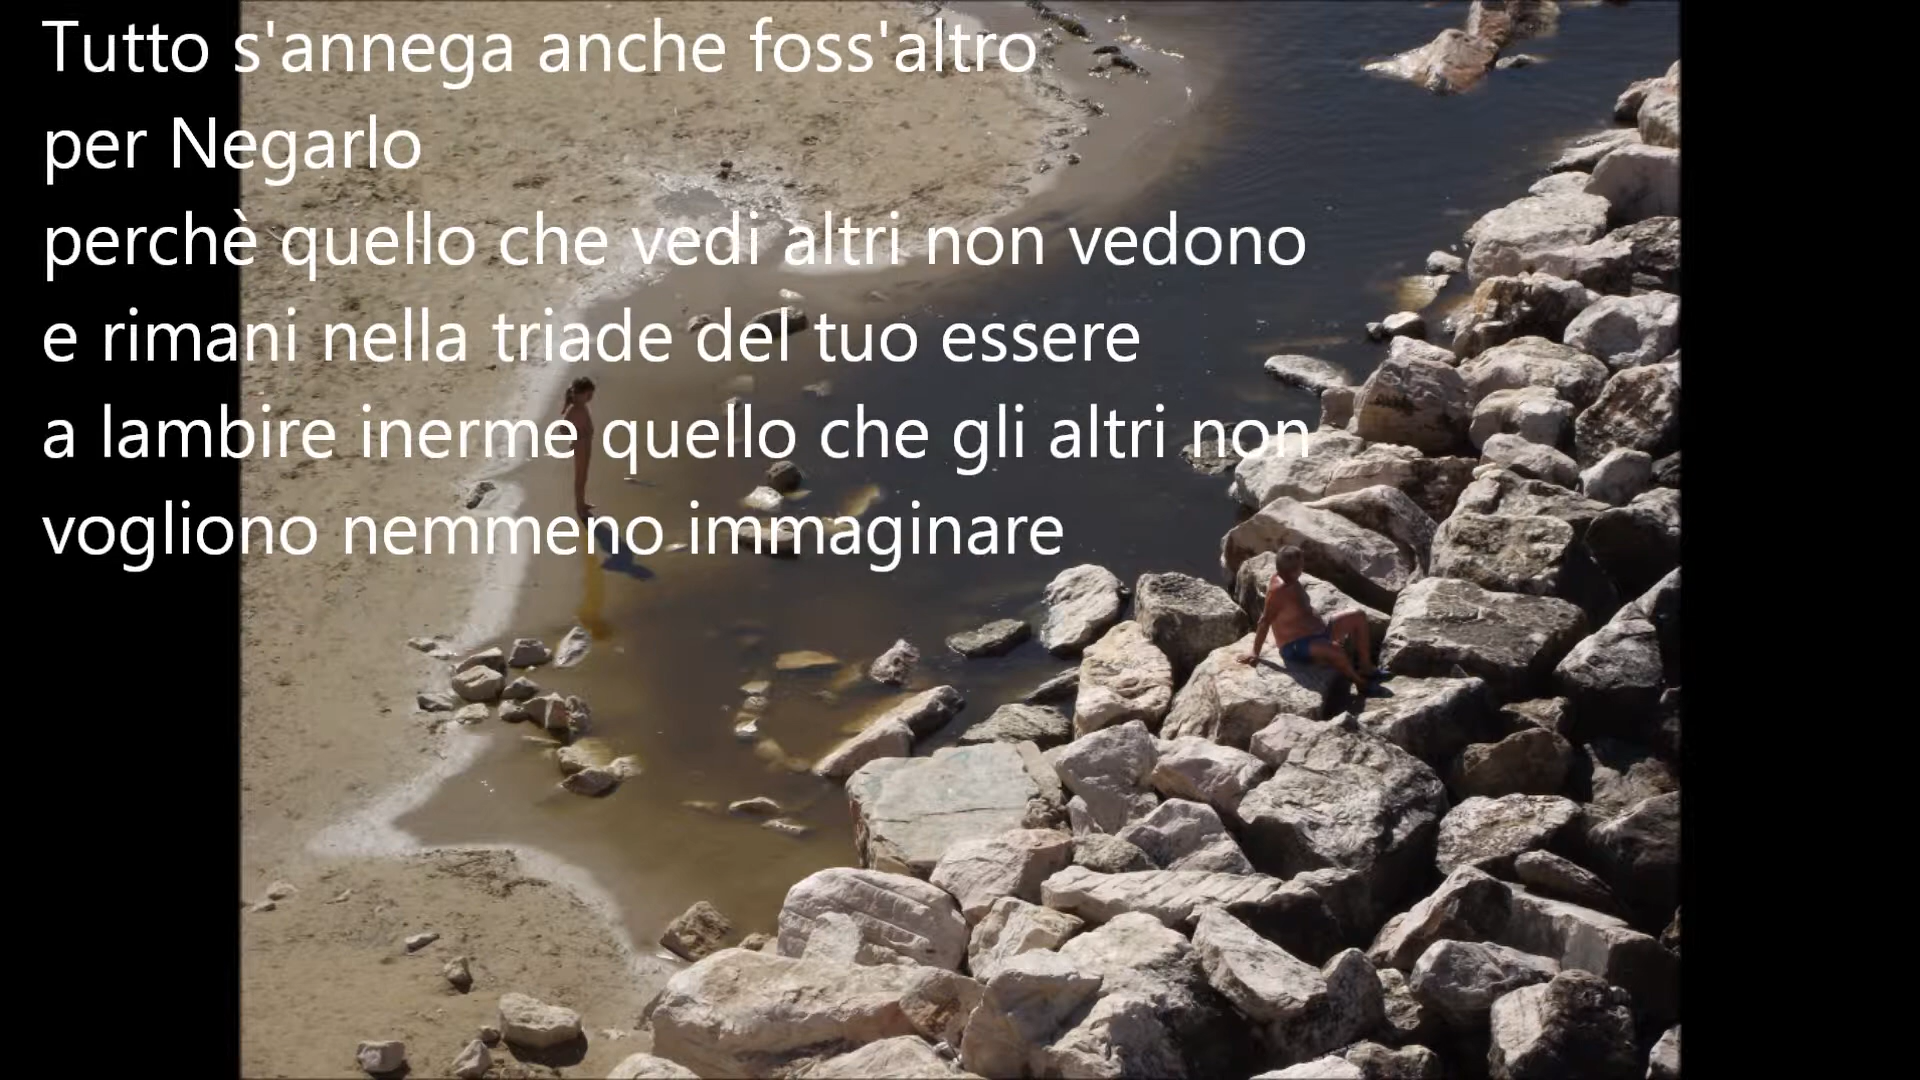 Tutto s'annega anche foss'altro
per Negarlo
perchè quello che vedi altri non vedono
e rimani nella triade del tuo essere
a lambire inerme quello che gli altri non
vogliono nemmeno immaginare